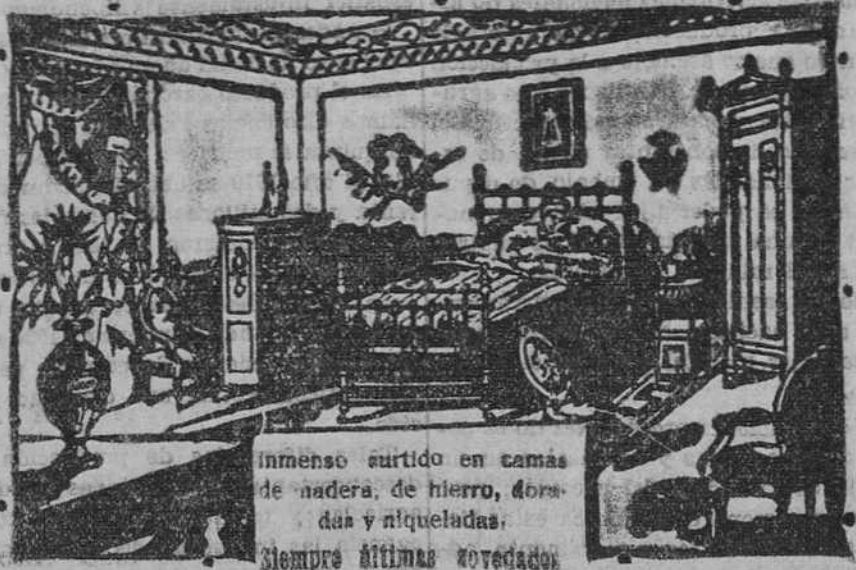 inmenso surtido en camas
de madera, de hierro, dora-
das y niqueladas.
Siempre últimas novedades